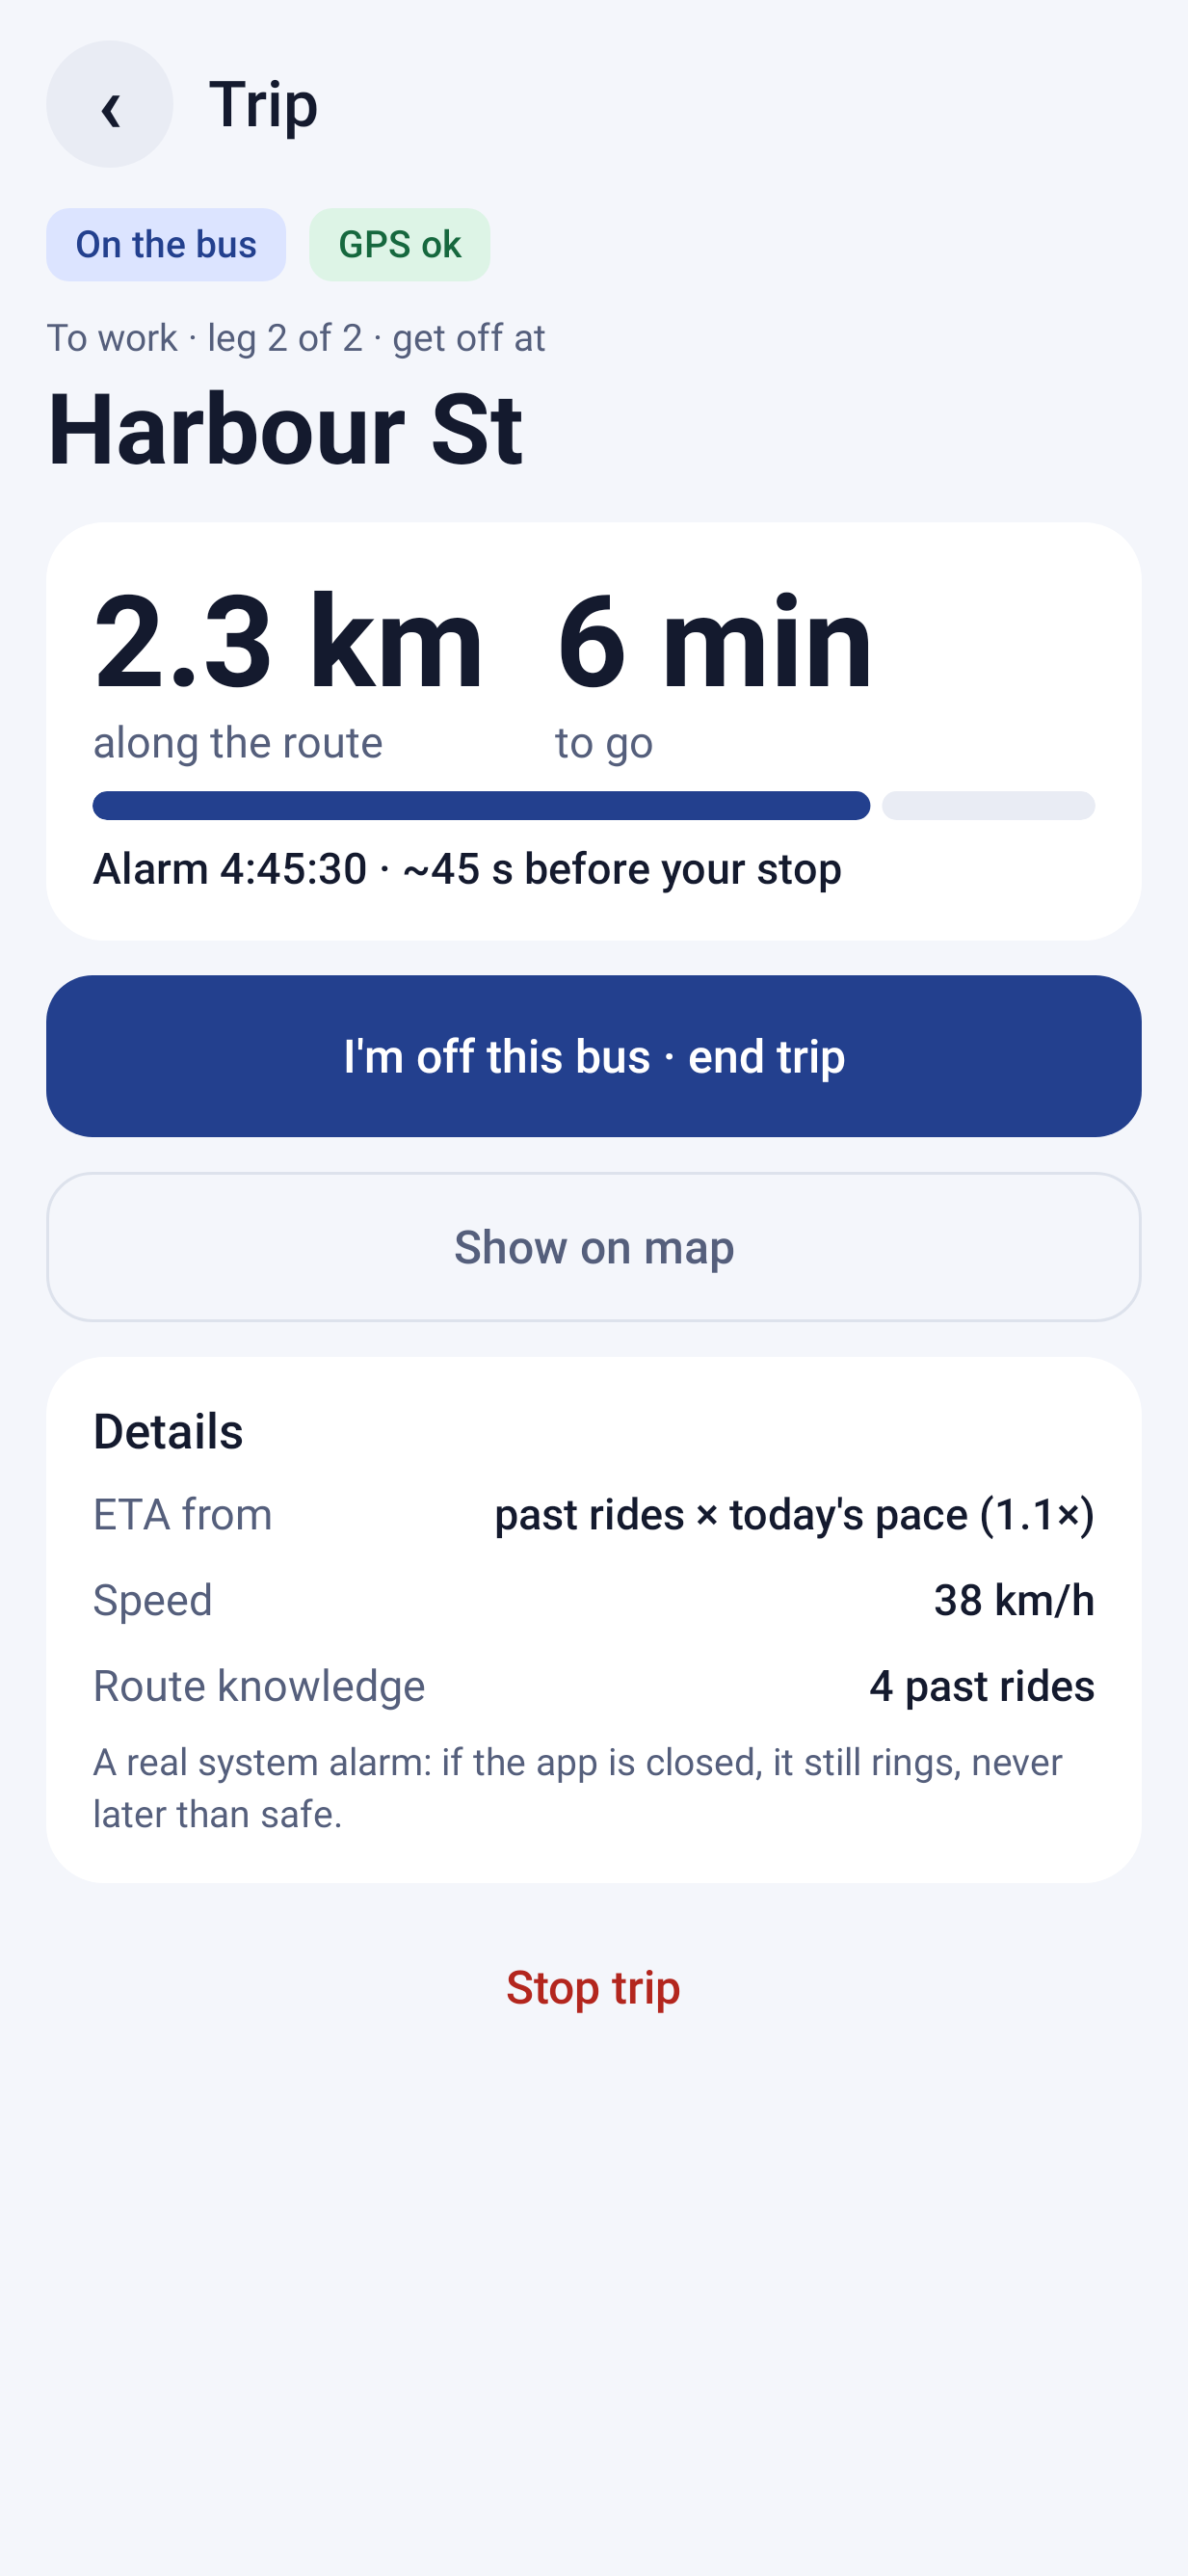 ‹ Trip
On the bus GPS ok
To work · leg 2 of 2 · get off at
Harbour St
2.3 km 6 min
along the route to go
Alarm 4:45:30 · ~45 s before your stop
I'm off this bus · end trip
Show on map
Details
ETA from past rides × today's pace (1.1×)
Speed 38 km/h
Route knowledge 4 past rides
A real system alarm: if the app is closed, it still rings, never
later than safe.
Stop trip